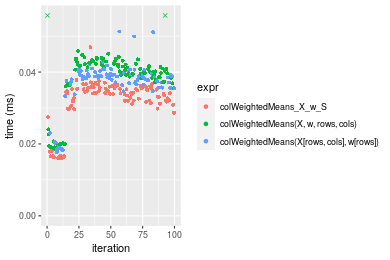 0.04
0.02
0.00
time (ms)
0
25
50
75
100
iteration
expr
colWeightedMeans_X_w_S
colWeightedMeans(X, w, rows, cols)
colWeightedMeans(X[rows, cols], w[rows])